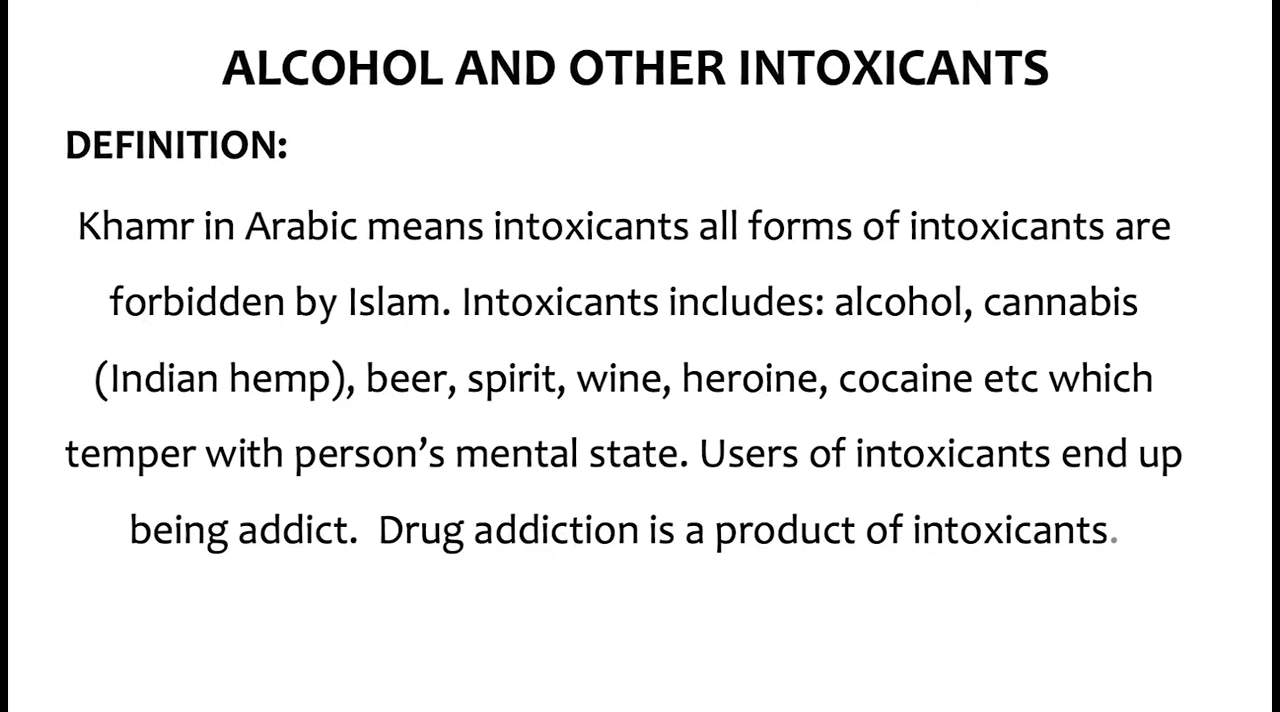 ALCOHOL AND OTHER INTOXICANTS
DEFINITION:
Khamr in Arabic means intoxicants all forms of intoxicants are
forbidden by Islam. Intoxicants includes: alcohol, cannabis
(Indian hemp), beer, spirit, wine, heroine, cocaine etc which
temper with person’s mental state. Users of intoxicants end up
being addict.  Drug addiction is a product of intoxicants.